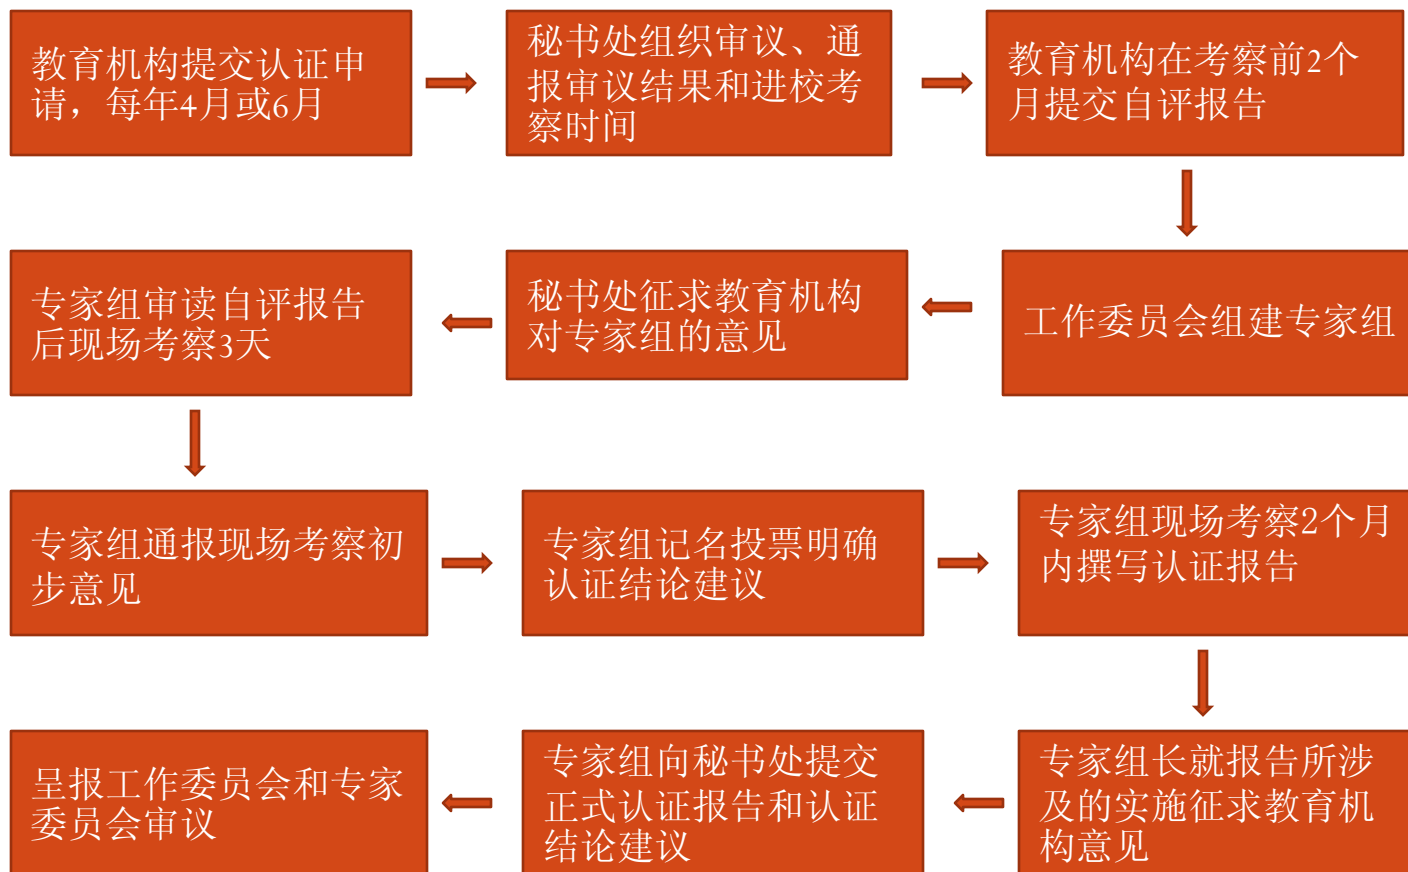 教育机构提交认证申
请，每年4月或6月
秘书处组织审议、通
报审议结果和进校考
察时间
教育机构在考察前2个
月提交自评报告
工作委员会组建专家组
秘书处征求教育机构
对专家组的意见
专家组审读自评报告
后现场考察3天
专家组通报现场考察初
步意见
专家组记名投票明确
认证结论建议
专家组现场考察2个月
内撰写认证报告
专家组长就报告所涉
及的实施征求教育机
构意见
专家组向秘书处提交
正式认证报告和认证
结论建议
呈报工作委员会和专家
委员会审议